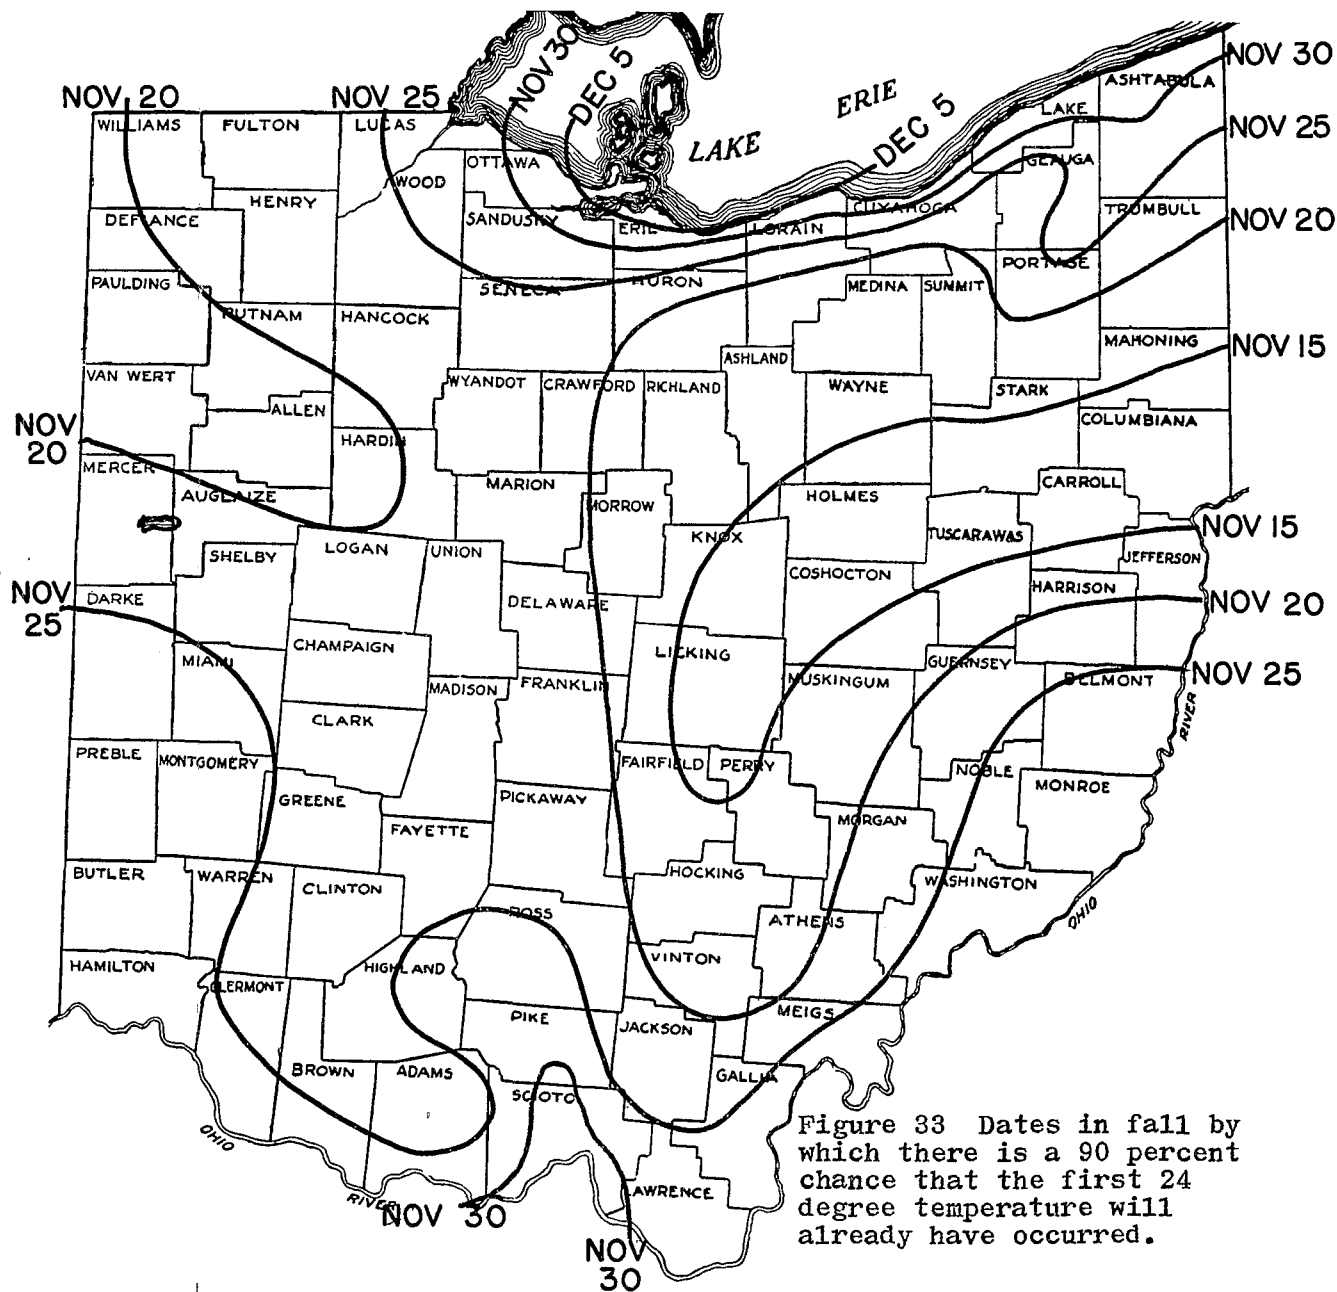 NOV 30
DEC 5
NOV 30
ERIE
ASHTABULA
NOV 20
NOV 25
LAKE
DEC 5
NOV 25
WILLIAMS
FULTON
LUCAS
LAKE
OTTAWA
GEAUGA
WOOD
HENRY
CUYAHOGA
TRUMBULL
NOV 20
DEFIANCE
SANDUSKY
ERIE
LORAIN
PORTAGE
PAULDING
SENECA
HURON
MEDINA
SUMMIT
PUTNAM
HANCOCK
MAHONING
NOV 15
ASHLAND
VAN WERT
WYANDOT
CRAWFORD
RICHLAND
WAYNE
STARK
ALLEN
COLUMBIANA
NOV
20
HARDIN
MERCER
MARION
CARROLL
AUGLAIZE
HOLMES
MORROW
NOV 15
KNOX
TUSCARAWAS
LOGAN
UNION
SHELBY
JEFFERSON
COSHOCTON
HARRISON
NOV
25
DARKE
DELAWARE
NOV 20
CHAMPAIGN
LICKING
MIAMI
GUERNSEY
NOV 25
MADISON
FRANKLIN
MUSKINGUM
BELMONT
RIVER
CLARK
PREBLE
MONTGOMERY
FAIRFIELD
PERRY
NOBLE
MONROE
GREENE
PICKAWAY
FAYETTE
MORGAN
BUTLER
WARREN
CLINTON
HOCKING
WASHINGTON
ROSS
ATHENS
OHIO
HAMILTON
HIGHLAND
VINTON
CLERMONT
PIKE
JACKSON
MEIGS
BROWN
ADAMS
GALLIA
SCIOTO
OHIO
RIVER
LAWRENCE
NOV 30
NOV
30
Figure 33 Dates in fall by
which there is a 90 percent
chance that the first 24
degree temperature will
already have occurred.